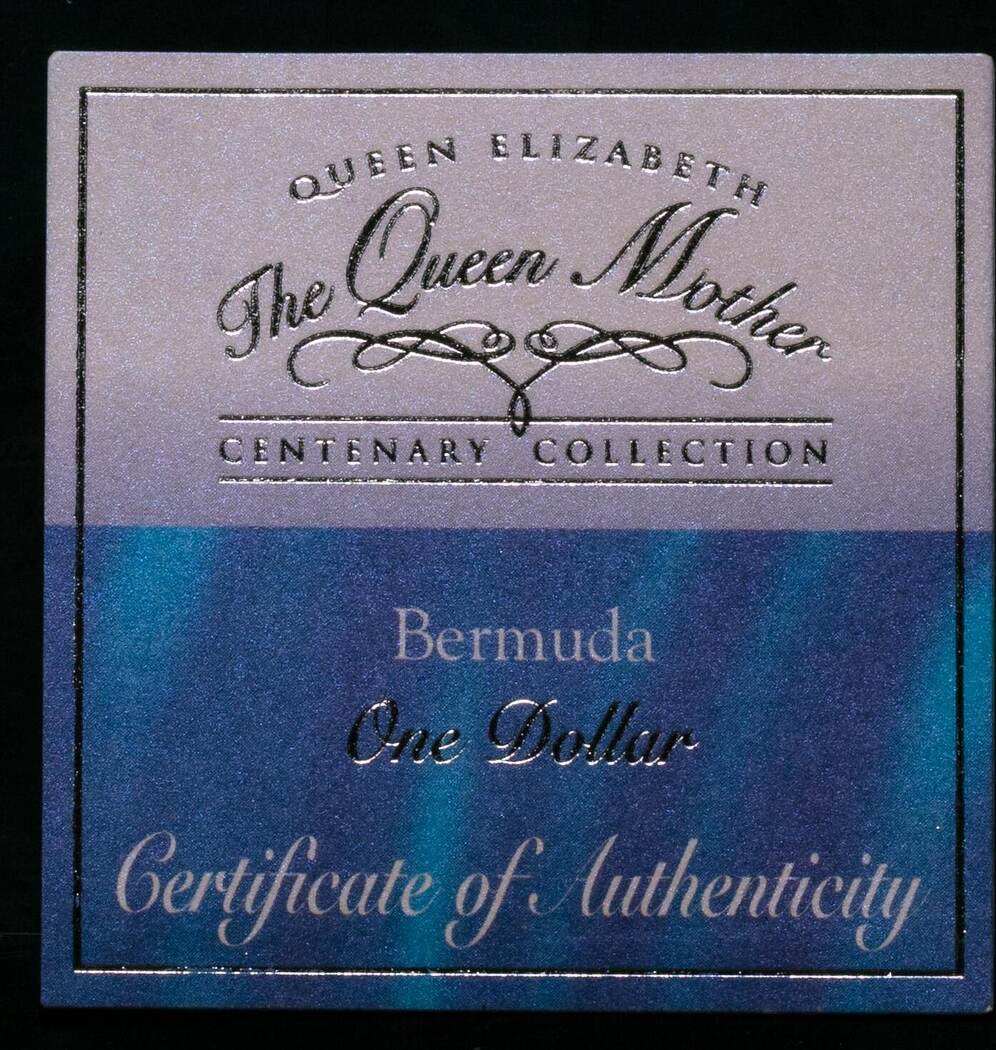 QUEEN ELIZABETH
The Queen Mother
CENTENARY COLLECTION
Bermuda
One Dollar
Certificate of Authenticity